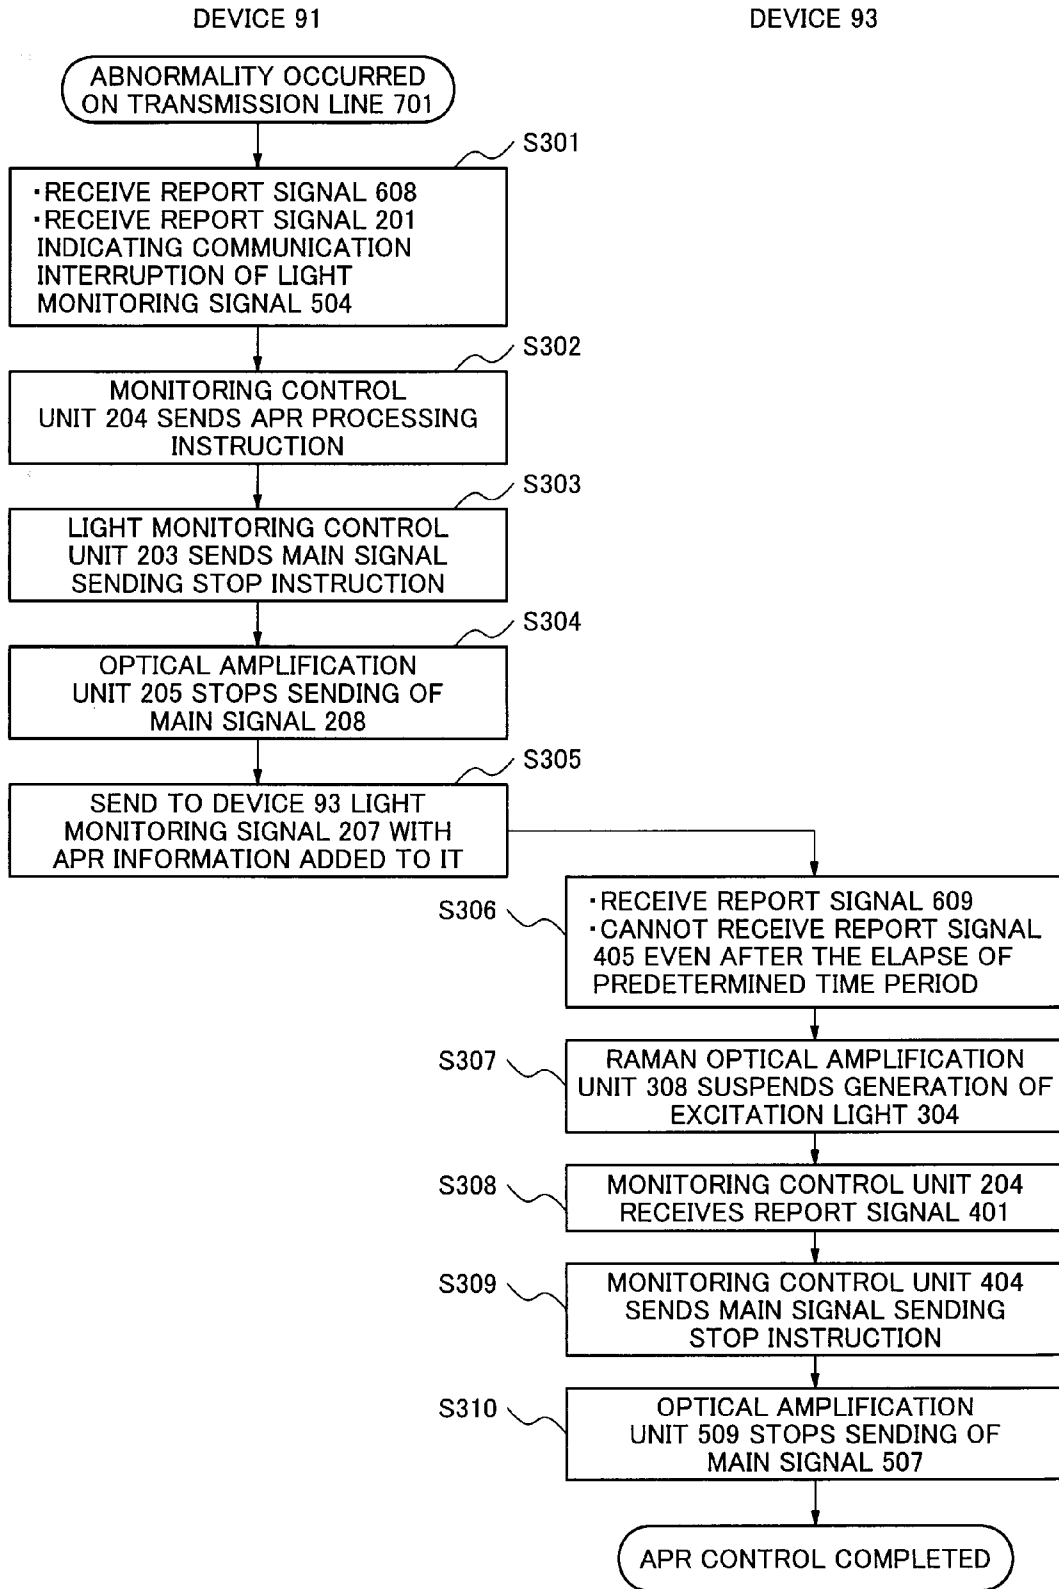 DEVICE 91
DEVICE 93
ABNORMALITY OCCURRED
ON TRANSMISSION LINE 701
S301
・RECEIVE REPORT SIGNAL 608
・RECEIVE REPORT SIGNAL 201
INDICATING COMMUNICATION
INTERRUPTION OF LIGHT
MONITORING SIGNAL 504
S302
MONITORING CONTROL
UNIT 204 SENDS APR PROCESSING
INSTRUCTION
S303
LIGHT MONITORING CONTROL
UNIT 203 SENDS MAIN SIGNAL
SENDING STOP INSTRUCTION
S304
OPTICAL AMPLIFICATION
UNIT 205 STOPS SENDING OF
MAIN SIGNAL 208
S305
SEND TO DEVICE 93 LIGHT
MONITORING SIGNAL 207 WITH
APR INFORMATION ADDED TO IT
S306
・RECEIVE REPORT SIGNAL 609
・CANNOT RECEIVE REPORT SIGNAL
405 EVEN AFTER THE ELAPSE OF
PREDETERMINED TIME PERIOD
S307
RAMAN OPTICAL AMPLIFICATION
UNIT 308 SUSPENDS GENERATION OF
EXCITATION LIGHT 304
S308
MONITORING CONTROL UNIT 204
RECEIVES REPORT SIGNAL 401
S309
MONITORING CONTROL UNIT 404
SENDS MAIN SIGNAL SENDING
STOP INSTRUCTION
S310
OPTICAL AMPLIFICATION
UNIT 509 STOPS SENDING OF
MAIN SIGNAL 507
APR CONTROL COMPLETED